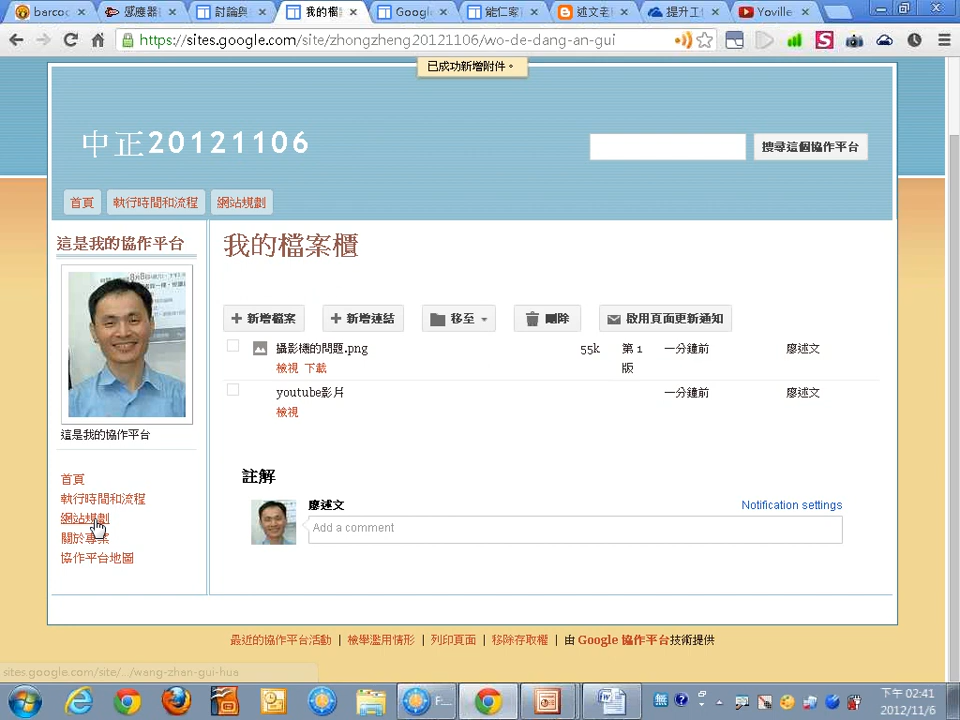 barcoc
感應器
討論與
我的檔
Google
能仁家
述文老
提升工
Yoville
https://sites.google.com/site/zhongzheng20121106/wo-de-dang-an-gui
已成功新增附件。
中正20121106
搜尋這個協作平台
首頁
執行時間和流程
網站規劃
這是我的協作平台
這是我的協作平台
首頁
執行時間和流程
網站規劃
關於專案
協作平台地圖
我的檔案櫃
新增檔案
新增連結
移至
刪除
啟用頁面更新通知
攝影機的問題.png 55k 第 1 版 一分鐘前 廖述文
檢視 下載
youtube影片 一分鐘前 廖述文
檢視
註解
廖述文 Notification settings
Add a comment
最近的協作平台活動 | 檢舉濫用情形 | 列印頁面 | 移除存取權 | 由 Google 協作平台技術提供
sites.google.com/site/.../wang-zhan-gui-hua
F...
下午 02:41
2012/11/6